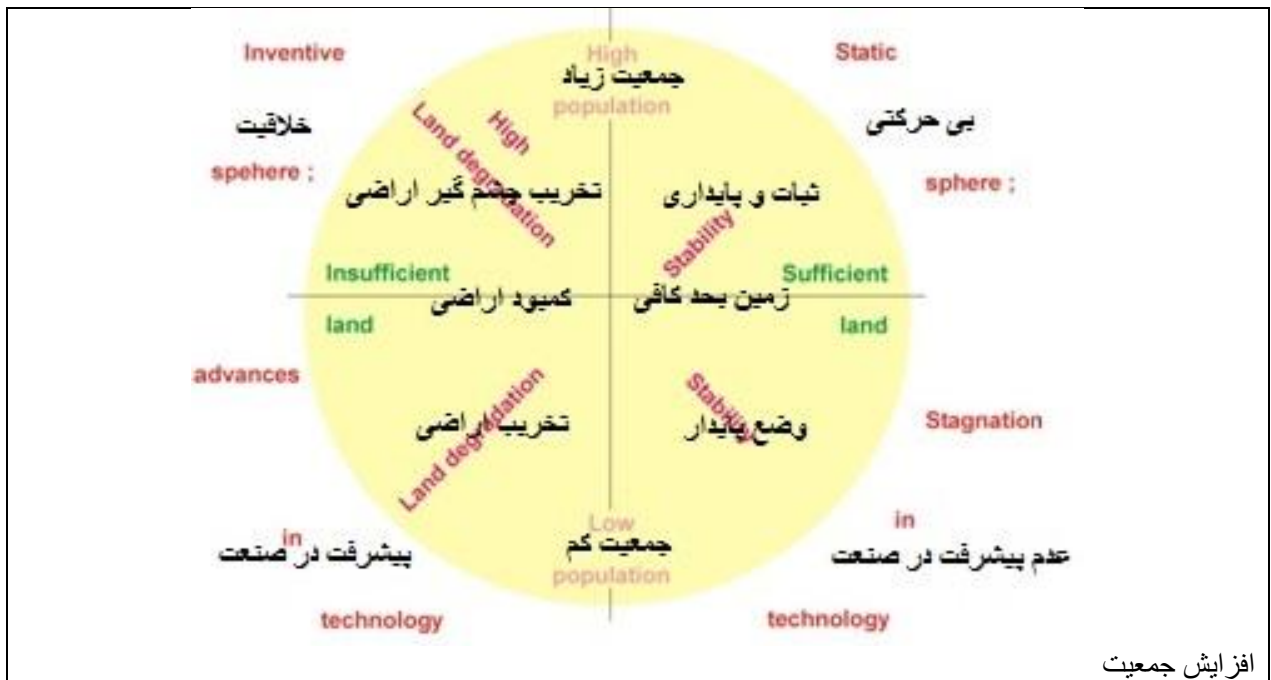 Inventive
High
Static
جمعیت زیاد
population
خلاقیت
بی حرکتی
High
Land degradation
spehere ;
sphere ;
تخریب چشم گیر اراضی
ثبات و پایداری
Stability
Insufficient
Sufficient
کمبود اراضی
زمین بحد کافی
land
land
advances
Land degradation
Stability
تخریب اراضی
وضع پایدار
Stagnation
Low
in
in
جمعیت کم
پیشرفت در صنعت
عدم پیشرفت در صنعت
population
technology
technology
افزایش جمعیت